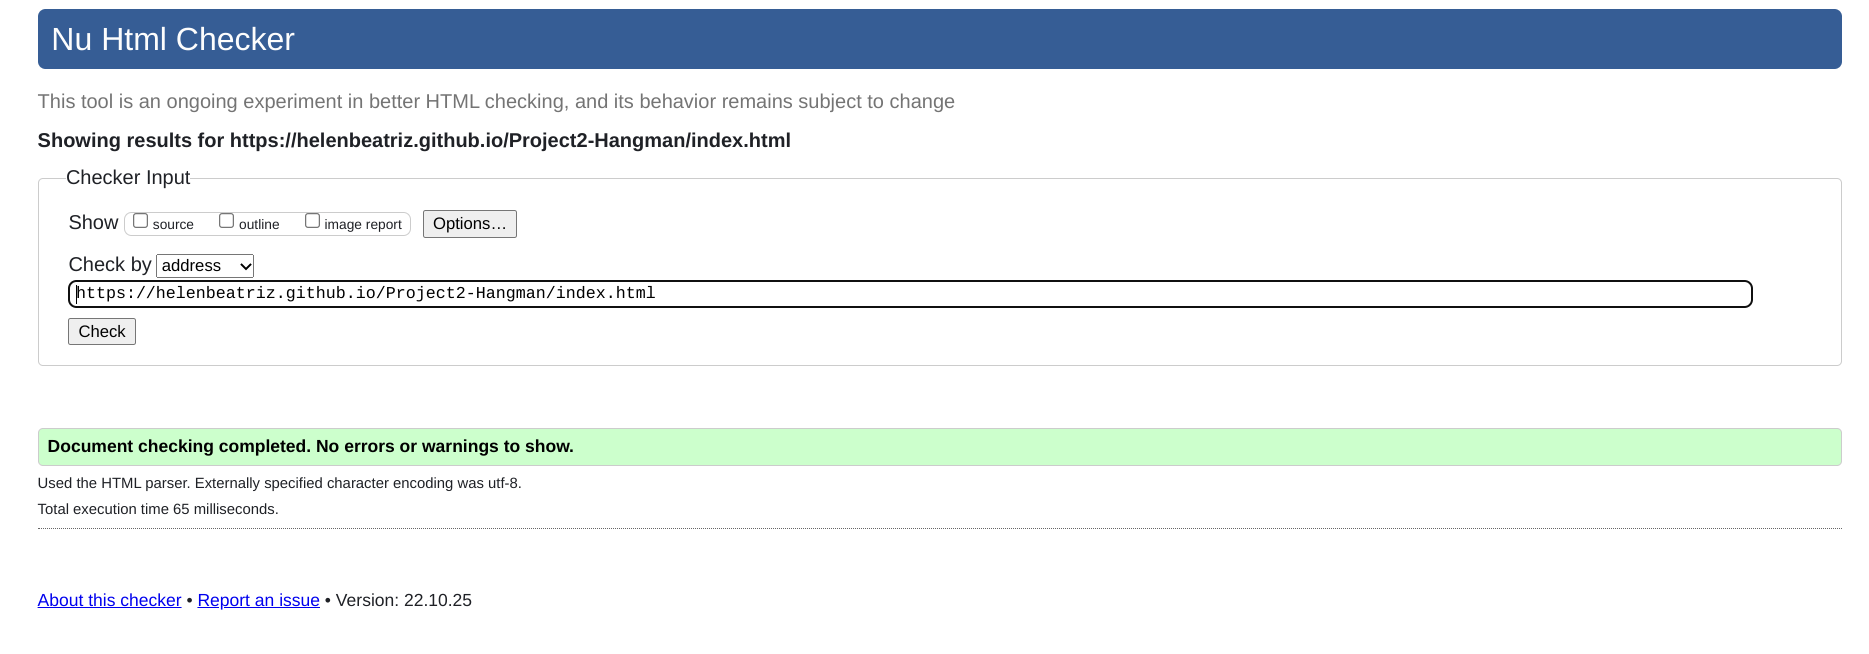 Nu Html Checker
This tool is an ongoing experiment in better HTML checking, and its behavior remains subject to change
Showing results for https://helenbeatriz.github.io/Project2-Hangman/index.html
Checker Input
Show source outline image report Options…
Check by address
https://helenbeatriz.github.io/Project2-Hangman/index.html
Check
Document checking completed. No errors or warnings to show.
Used the HTML parser. Externally specified character encoding was utf-8.
Total execution time 65 milliseconds.
About this checker • Report an issue • Version: 22.10.25